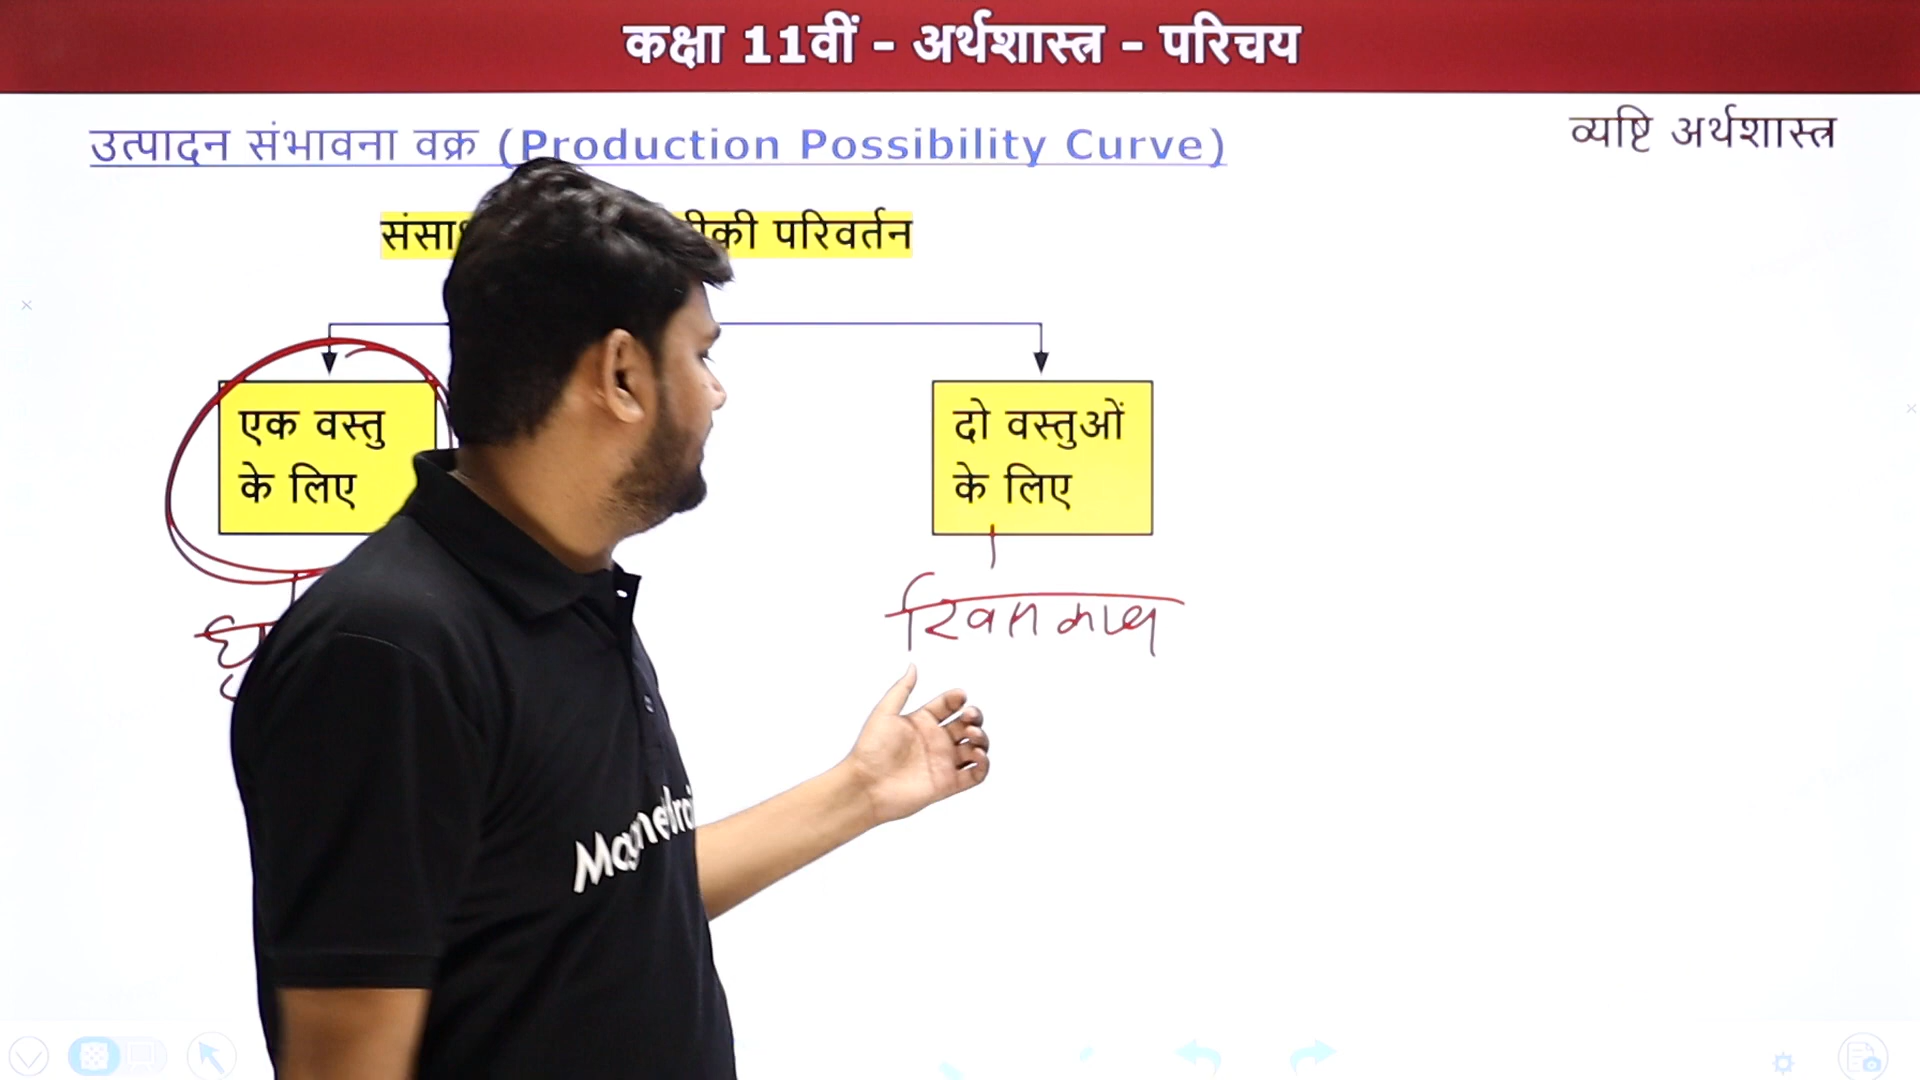 कक्षा 11वीं - अर्थशास्त्र - परिचय
उत्पादन संभावना वक्र (Production Possibility Curve)
व्यष्टि अर्थशास्त्र
परिवर्तन
एक वस्तु
के लिए
दो वस्तुओं
के लिए